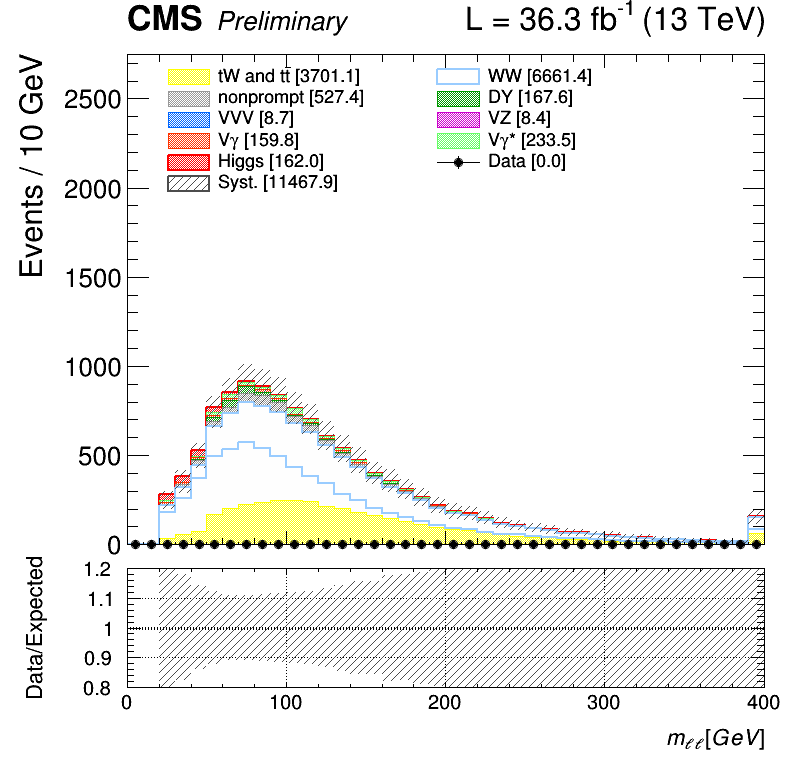 CMS Preliminary L = 36.3 fb⁻¹ (13 TeV)
Events / 10 GeV
tW and tt̄ [3701.1]
nonprompt [527.4]
VVV [8.7]
Vγ [159.8]
Higgs [162.0]
Syst. [11467.9]
WW [6661.4]
DY [167.6]
VZ [8.4]
Vγ* [233.5]
Data [0.0]
2500
2000
1500
1000
500
0
Data/Expected
1.2
1.1
1
0.9
0.8
0 100 200 300 400
m_ℓℓ[GeV]